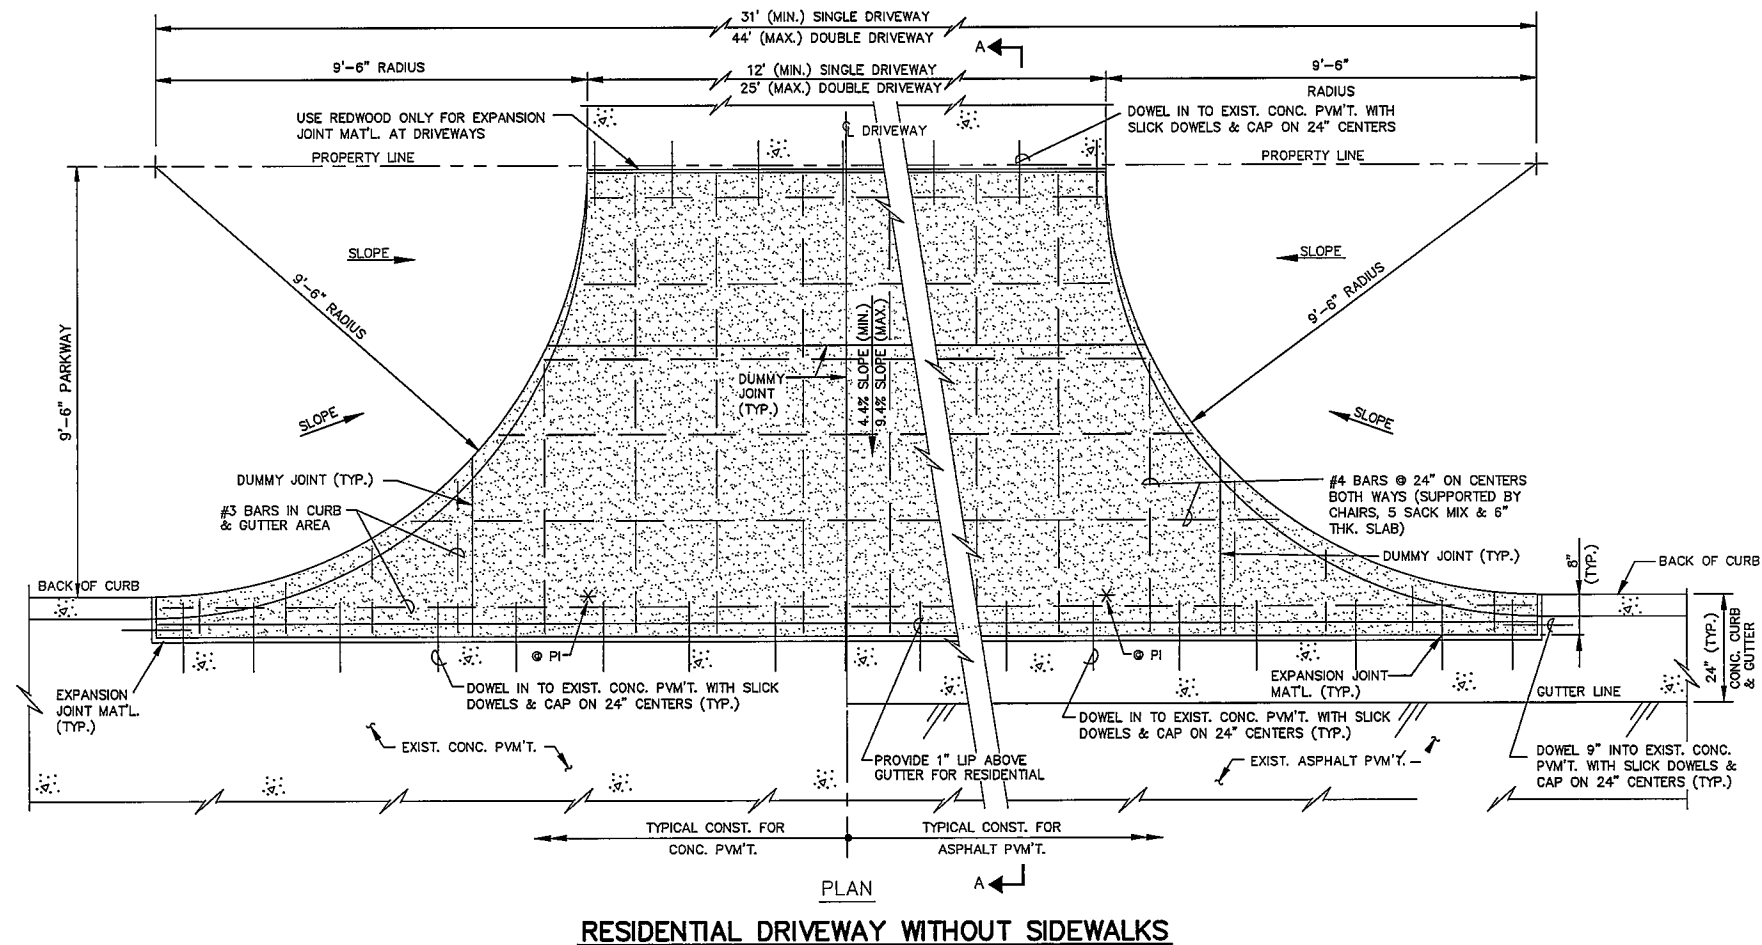 31' (MIN.) SINGLE DRIVEWAY
44' (MAX.) DOUBLE DRIVEWAY
A
9'-6" RADIUS
12' (MIN.) SINGLE DRIVEWAY
25' (MAX.) DOUBLE DRIVEWAY
9'-6"
RADIUS
USE REDWOOD ONLY FOR EXPANSION
JOINT MAT'L. AT DRIVEWAYS
℄ DRIVEWAY
DOWEL IN TO EXIST. CONC. PVM'T. WITH
SLICK DOWELS & CAP ON 24" CENTERS
PROPERTY LINE
PROPERTY LINE
SLOPE
SLOPE
9'-6" RADIUS
9'-6" RADIUS
9'-6" PARKWAY
4.4% SLOPE (MIN.)
9.4% SLOPE (MAX.)
DUMMY
JOINT
(TYP.)
SLOPE
SLOPE
DUMMY JOINT (TYP.)
#3 BARS IN CURB
& GUTTER AREA
#4 BARS @ 24" ON CENTERS
BOTH WAYS (SUPPORTED BY
CHAIRS, 5 SACK MIX & 6"
THK. SLAB)
DUMMY JOINT (TYP.)
8"
(TYP.)
BACK OF CURB
BACK OF CURB
24" (TYP.)
CONC. CURB
& GUTTER
@ PI
@ PI
EXPANSION
JOINT MAT'L.
(TYP.)
DOWEL IN TO EXIST. CONC. PVM'T. WITH SLICK
DOWELS & CAP ON 24" CENTERS (TYP.)
EXPANSION JOINT
MAT'L. (TYP.)
GUTTER LINE
DOWEL IN TO EXIST. CONC. PVM'T. WITH SLICK
DOWELS & CAP ON 24" CENTERS (TYP.)
EXIST. CONC. PVM'T.
PROVIDE 1" LIP ABOVE
GUTTER FOR RESIDENTIAL
EXIST. ASPHALT PVM'T.
DOWEL 9" INTO EXIST. CONC.
PVM'T. WITH SLICK DOWELS &
CAP ON 24" CENTERS (TYP.)
TYPICAL CONST. FOR
CONC. PVM'T.
TYPICAL CONST. FOR
ASPHALT PVM'T.
A
PLAN
RESIDENTIAL DRIVEWAY WITHOUT SIDEWALKS